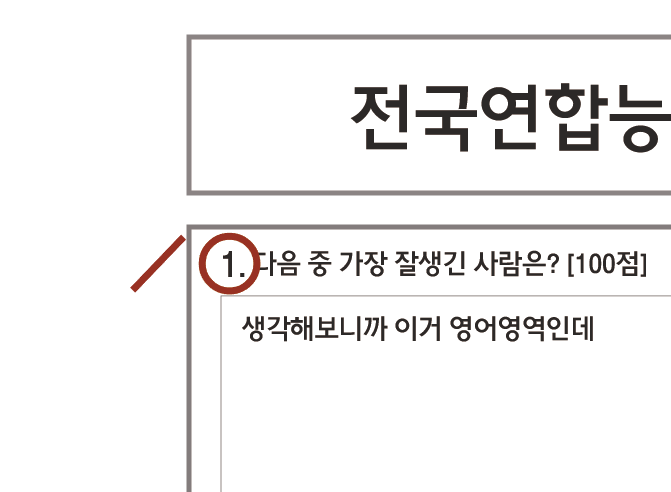 전국연합능
1. 다음 중 가장 잘생긴 사람은? [100점]
생각해보니까 이거 영어영역인데